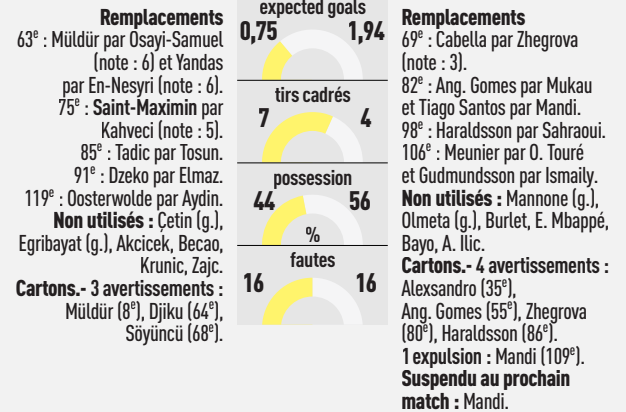 Remplacements
63e : Müldür par Osayi-Samuel
(note : 6) et Yandas
par En-Nesyri (note : 6).
75e : Saint-Maximin par
Kahveci (note : 5).
85e : Tadic par Tosun.
91e : Dzeko par Elmaz.
119e : Oosterwolde par Aydin.
Non utilisés : Çetin (g.),
Egribayat (g.), Akcicek, Becao,
Krunic, Zajc.
Cartons.- 3 avertissements :
Müldür (8e), Djiku (64e),
Söyüncü (68e).
expected goals
0,75 1,94
tirs cadrés
7 4
possession
44 56
%
fautes
16 16
Remplacements
69e : Cabella par Zhegrova
(note : 3).
82e : Ang. Gomes par Mukau
et Tiago Santos par Mandi.
98e : Haraldsson par Sahraoui.
106e : Meunier par O. Touré
et Gudmundsson par Ismaily.
Non utilisés : Mannone (g.),
Olmeta (g.), Burlet, E. Mbappé,
Bayo, A. Ilic.
Cartons.- 4 avertissements :
Alexsandro (35e),
Ang. Gomes (55e), Zhegrova
(80e), Haraldsson (86e).
1 expulsion : Mandi (109e).
Suspendu au prochain
match : Mandi.